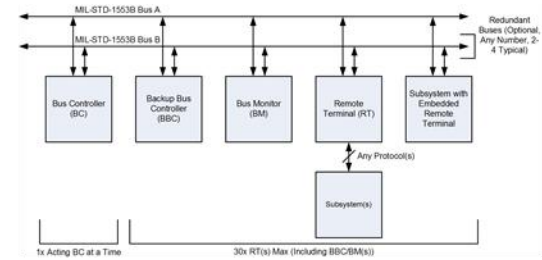 MIL-STD-1553B Bus A
MIL-STD-1553B Bus B
Redundant
Buses (Optional,
Any Number, 2-
4 Typical)
Bus Controller
(BC)
Backup Bus
Controller
(BBC)
Bus Monitor
(BM)
Remote
Terminal (RT)
Subsystem with
Embedded
Remote
Terminal
Any Protocol(s)
Subsystem(s)
1x Acting BC at a Time
30x RT(s) Max (Including BBC/BM(s))